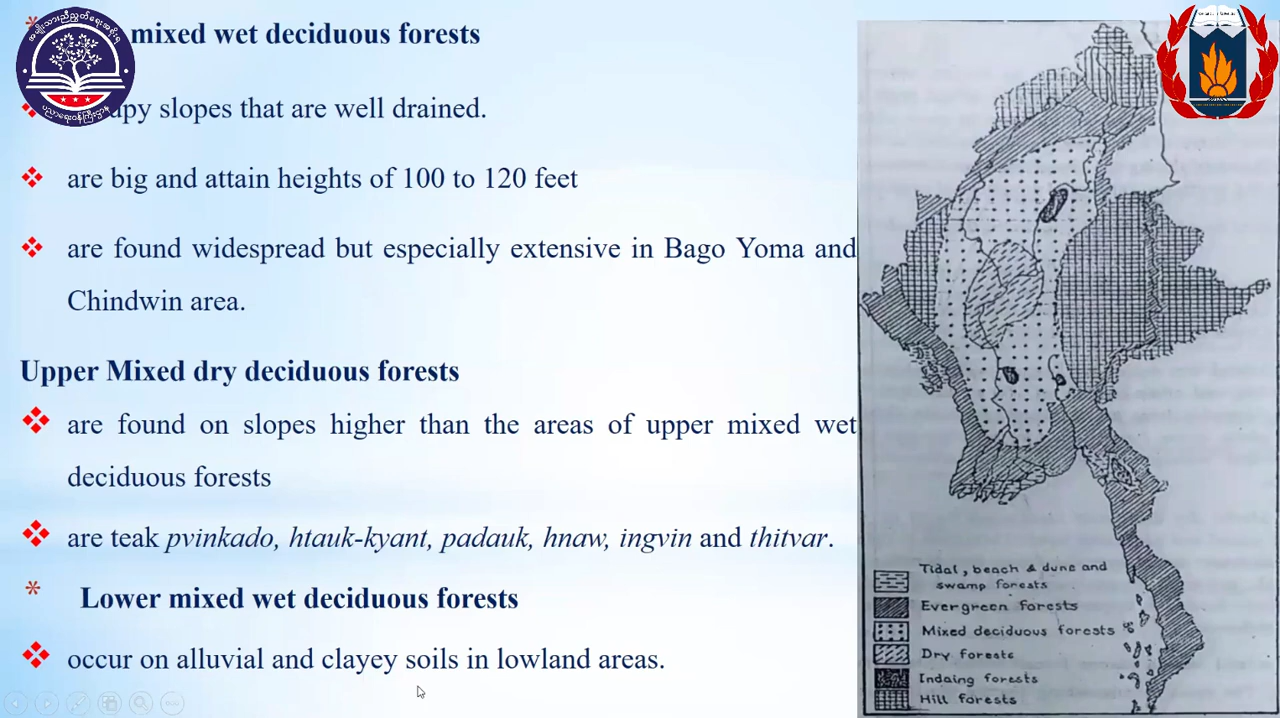 mixed wet deciduous forests
slopes that are well drained.
are big and attain heights of 100 to 120 feet
are found widespread but especially extensive in Bago Yoma and
Chindwin area.
Upper Mixed dry deciduous forests
are found on slopes higher than the areas of upper mixed wet
deciduous forests
are teak pvinkado, htauk-kyant, padauk, hnaw, ingvin and thitvar.
* Lower mixed wet deciduous forests
occur on alluvial and clayey soils in lowland areas.
Tidal, beach & dune and
swamp forests
Evergreen forests
Mixed deciduous forests
Dry forests
Indaing forests
Hill forests